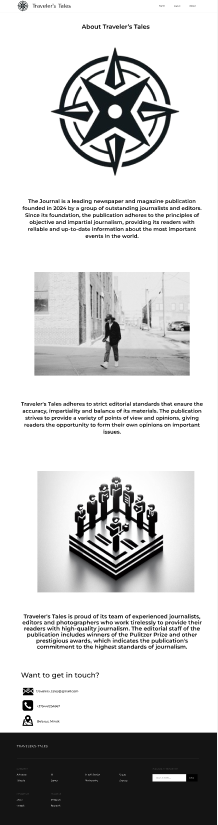 Traveler's Tales
About Traveler's Tales
The Journal is a leading newspaper and magazine publication
founded in 2024 by a group of outstanding journalists and editors.
Since its foundation, the publication adheres to the principles of
objective and impartial journalism, providing its readers with
reliable and up-to-date information about the most important
events in the world.
Traveler's Tales adheres to strict editorial standards that ensure the
accuracy, impartiality and balance of its materials. The publication
strives to provide a variety of points of view and opinions, giving
readers the opportunity to form their own opinions on important
issues.
Traveler's Tales is proud of its team of experienced journalists,
editors and photographers who work tirelessly to provide their
readers with high-quality journalism. The editorial staff of the
publication includes winners of the Pulitzer Prize and other
prestigious awards, which indicates the publication's
commitment to the highest standards of journalism.
Want to get in touch?
Belarus, Minsk
TRAVELER'S TALES